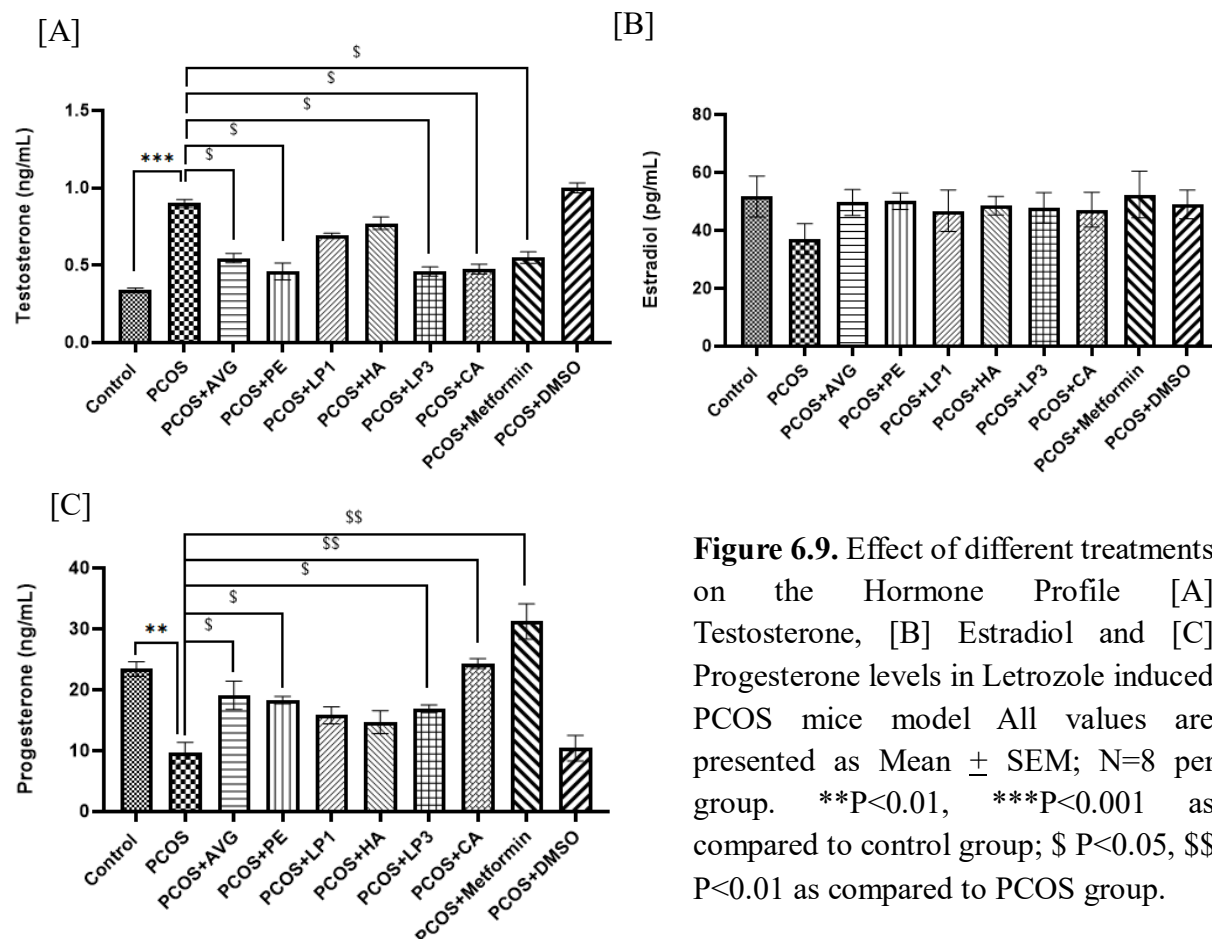 [A]
$
$
$
$
$
***
Testosterone (ng/mL)
1.5
1.0
0.5
0.0
Control
PCOS
PCOS+AVG
PCOS+PE
PCOS+LP1
PCOS+HA
PCOS+LP3
PCOS+CA
PCOS+Metformin
PCOS+DMSO
[B]
Estradiol (pg/mL)
80
60
40
20
0
Control
PCOS
PCOS+AVG
PCOS+PE
PCOS+LP1
PCOS+HA
PCOS+LP3
PCOS+CA
PCOS+Metformin
PCOS+DMSO
[C]
$$
$$
$
$
$
**
Progesterone (ng/mL)
40
30
20
10
0
Control
PCOS
PCOS+AVG
PCOS+PE
PCOS+LP1
PCOS+HA
PCOS+LP3
PCOS+CA
PCOS+Metformin
PCOS+DMSO
Figure 6.9. Effect of different treatments
on the Hormone Profile [A]
Testosterone, [B] Estradiol and [C]
Progesterone levels in Letrozole induced
PCOS mice model All values are
presented as Mean ± SEM; N=8 per
group. **P<0.01, ***P<0.001 as
compared to control group; $ P<0.05, $$
P<0.01 as compared to PCOS group.